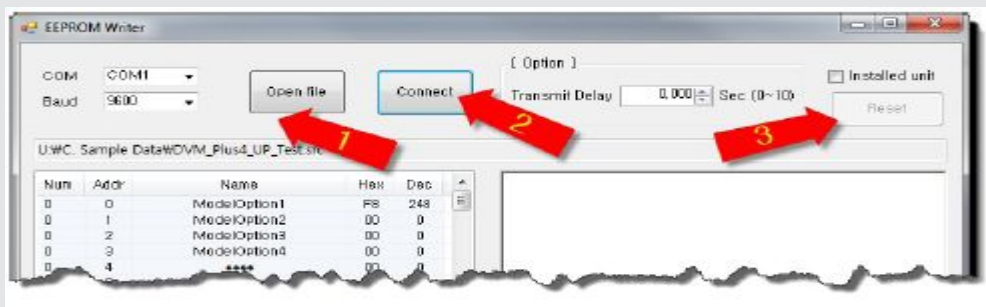 EEPROM Writer
[ Option ]
COM COM1
Installed unit
Open file Connect
Baud 9600
Transmit Delay 0,000 Sec (0~10)
Reset
1 2 3
U:₩C. Sample Data₩DVM_Plus4_UP_Test.
Num Addr Name Hex Dec
0 0 ModelOption1 F8 248
0 1 ModelOption2 00 0
0 2 ModelOption3 00 0
0 3 ModelOption4 00 0
0 4 **** 00 0